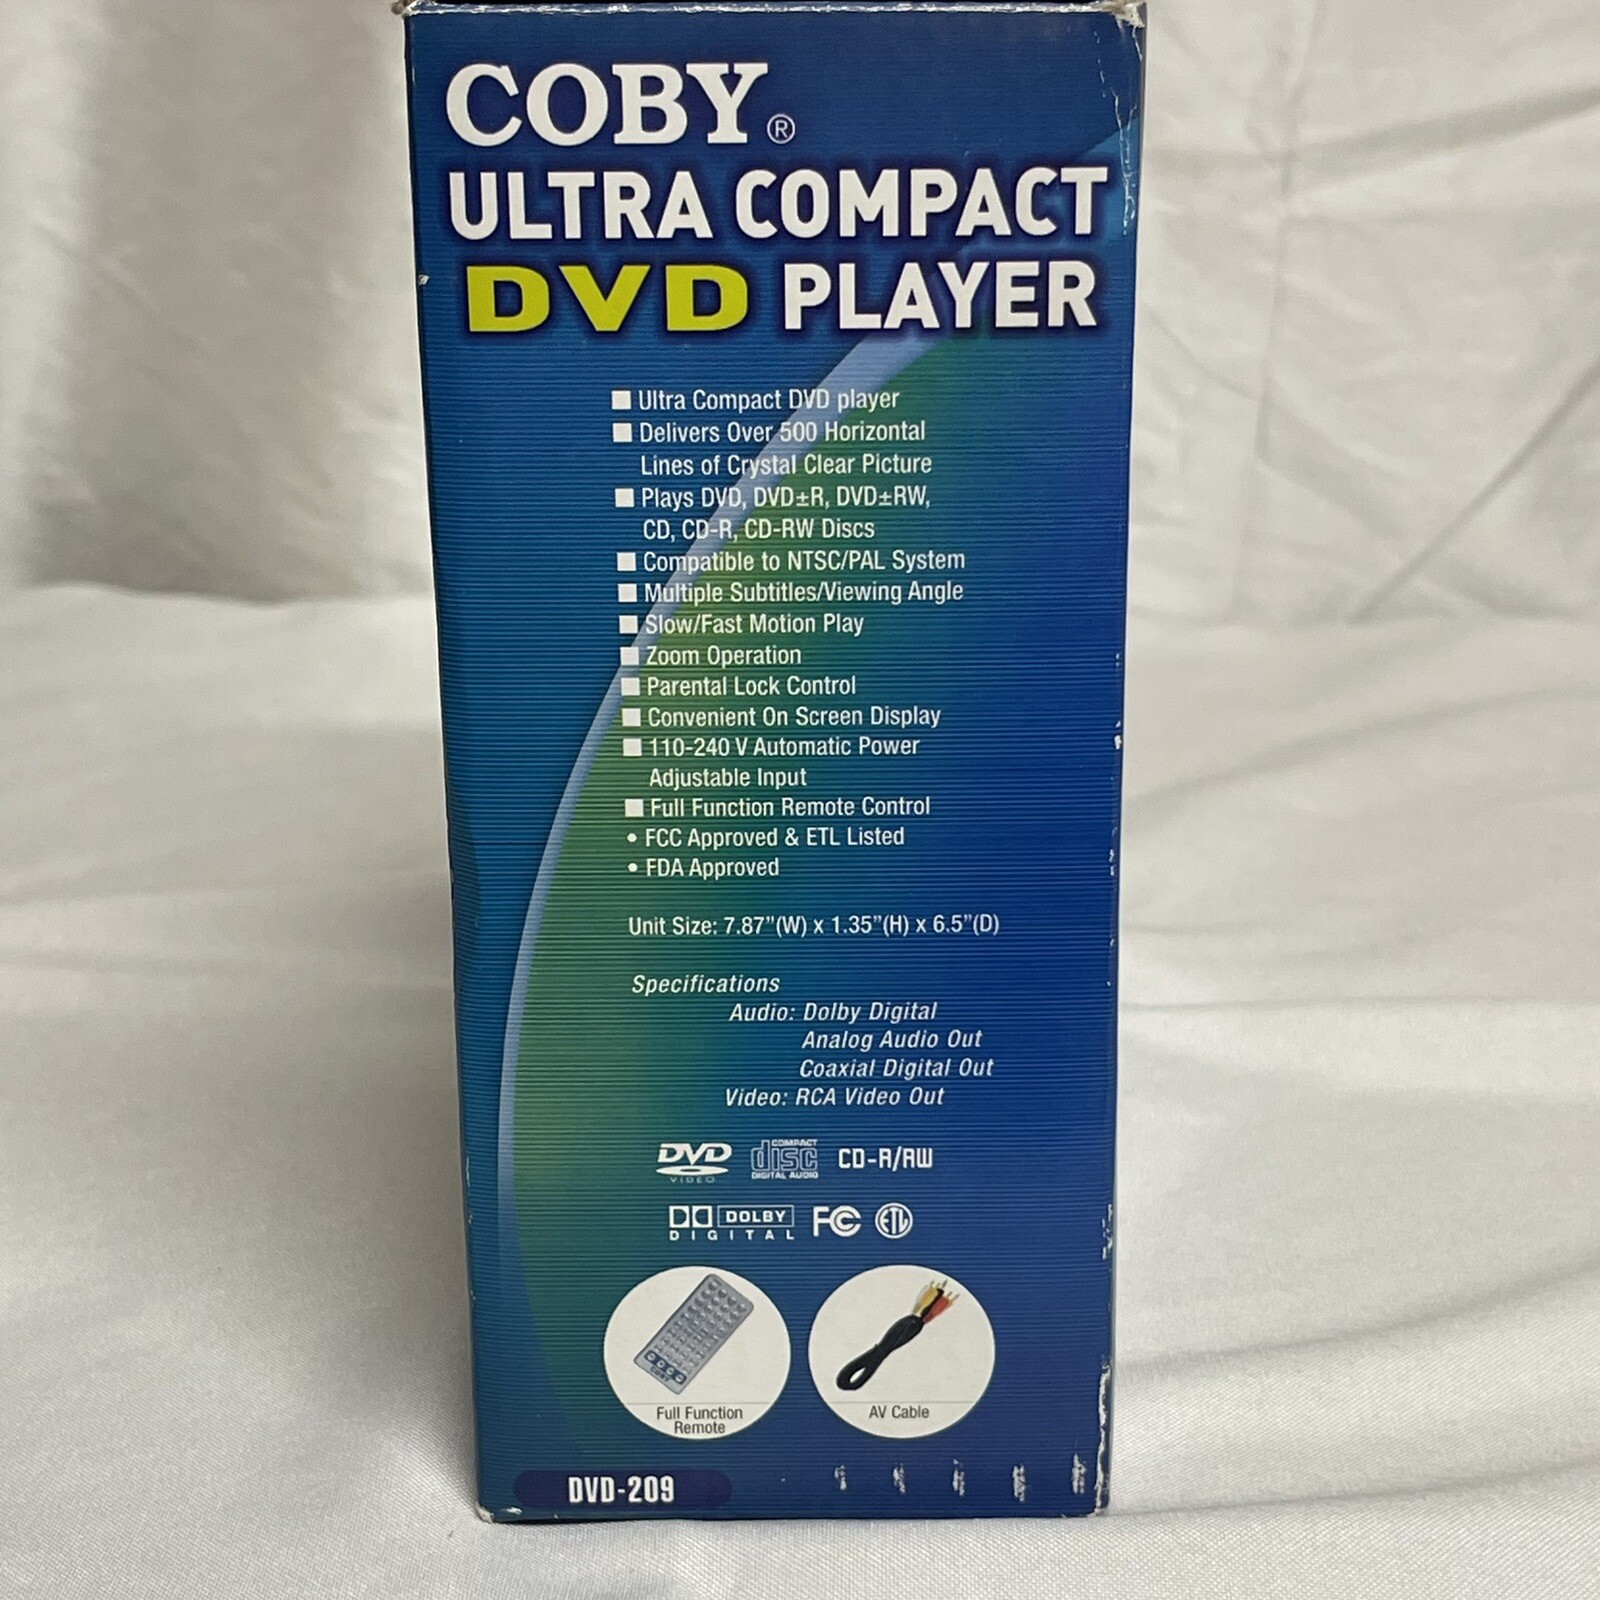 COBY®
ULTRA COMPACT
DVD PLAYER
■ Ultra Compact DVD player
■ Delivers Over 500 Horizontal
Lines of Crystal Clear Picture
■ Plays DVD, DVD±R, DVD±RW,
CD, CD-R, CD-RW Discs
■ Compatible to NTSC/PAL System
■ Multiple Subtitles/Viewing Angle
■ Slow/Fast Motion Play
■ Zoom Operation
■ Parental Lock Control
■ Convenient On Screen Display
■ 110-240 V Automatic Power
Adjustable Input
■ Full Function Remote Control
• FCC Approved & ETL Listed
• FDA Approved
Unit Size: 7.87"(W) x 1.35"(H) x 6.5"(D)
Specifications
Audio: Dolby Digital
Analog Audio Out
Coaxial Digital Out
Video: RCA Video Out
DVD VIDEO COMPACT disc DIGITAL AUDIO CD-R/RW
DOLBY DIGITAL FC ETL
Full Function
Remote
AV Cable
DVD-209